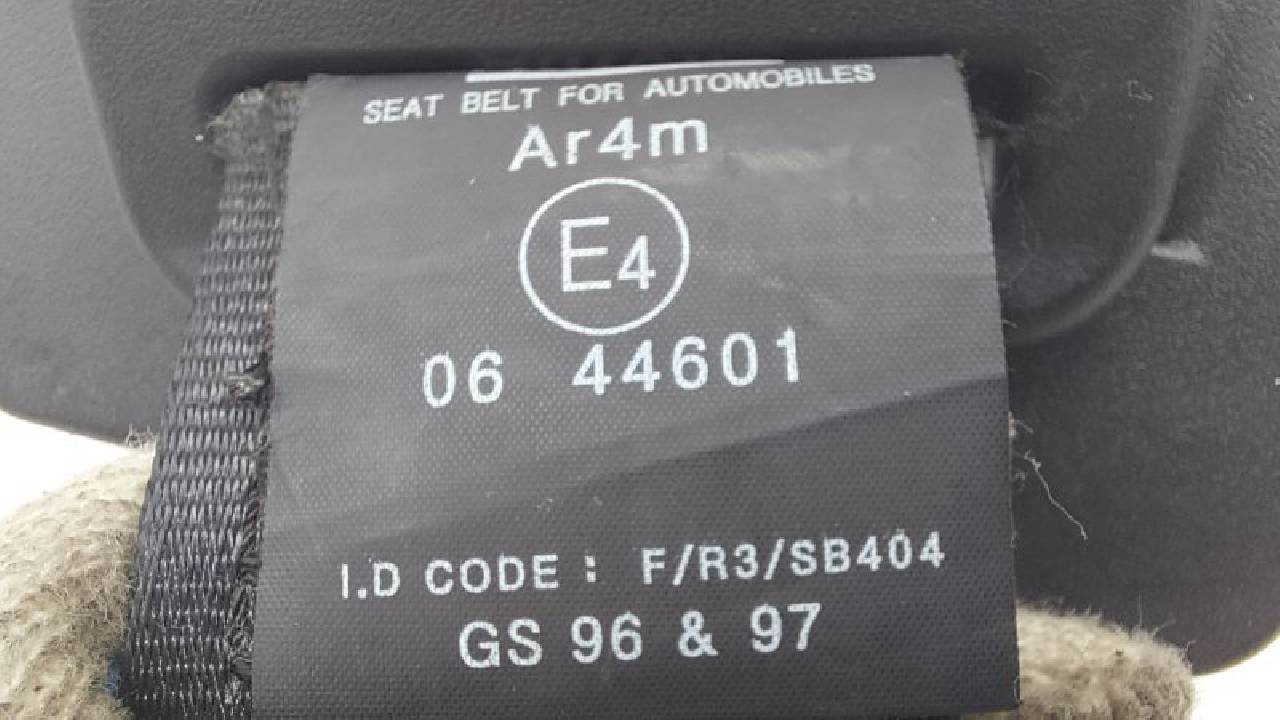 SEAT BELT FOR AUTOMOBILES
Ar4m
E4
06 44601
I.D CODE : F/R3/SB404
GS 96 & 97